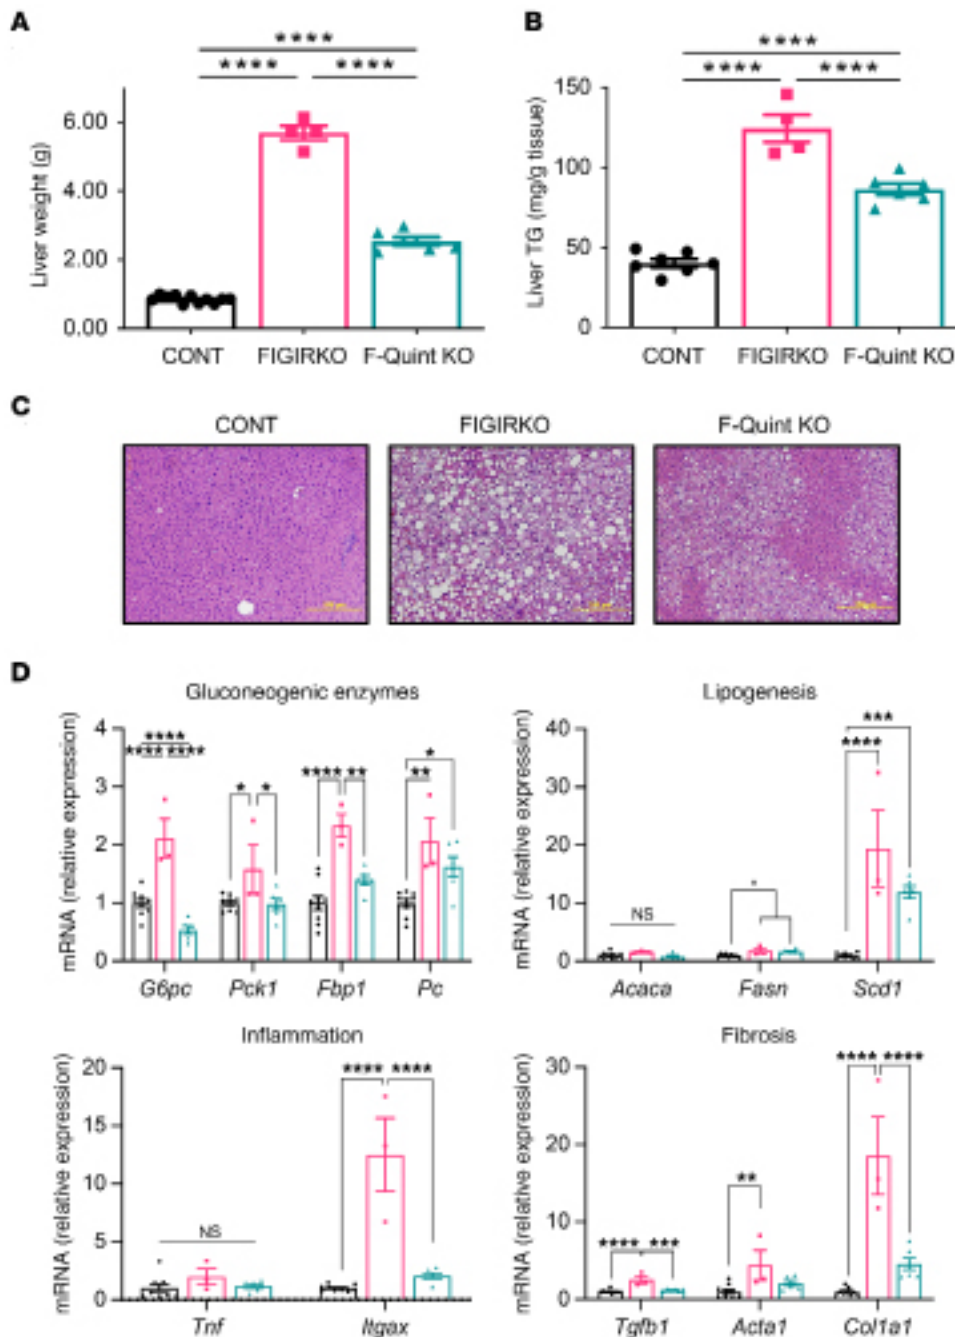 A
****
**** ****
Liver weight (g)
6.00
4.00
2.00
0.00
CONT FIGIRKO F-Quint KO
B
****
**** ****
Liver TG (mg/g tissue)
150
100
50
0
CONT FIGIRKO F-Quint KO
C
CONT FIGIRKO F-Quint KO
D
Gluconeogenic enzymes
mRNA (relative expression)
4
3
2
1
0
****
**** ****
* *
**** **
*
**
G6pc Pck1 Fbp1 Pc
Lipogenesis
mRNA (relative expression)
40
30
20
10
0
NS
*
***
****
Acaca Fasn Scd1
Inflammation
mRNA (relative expression)
20
15
10
5
0
NS
**** ****
Tnf Itgax
Fibrosis
mRNA (relative expression)
30
20
10
0
**** ***
**
**** ****
Tgfb1 Acta1 Col1a1